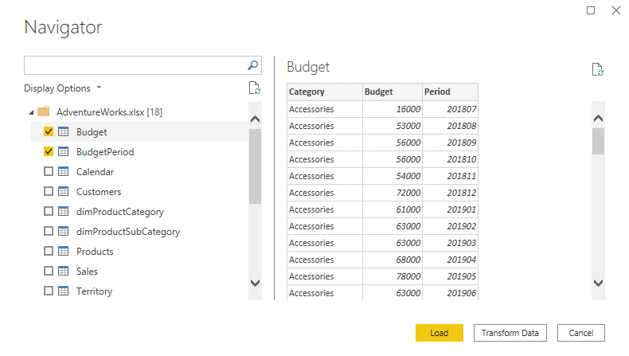 Navigator
Display Options
AdventureWorks.xlsx [18]
Budget
BudgetPeriod
Calendar
Customers
dimProductCategory
dimProductSubCategory
Products
Sales
Territory
Budget
Category Budget Period
Accessories 16000 201807
Accessories 53000 201808
Accessories 56000 201809
Accessories 56000 201810
Accessories 54000 201811
Accessories 72000 201812
Accessories 61000 201901
Accessories 63000 201902
Accessories 63000 201903
Accessories 68000 201904
Accessories 78000 201905
Accessories 63000 201906
Load Transform Data Cancel